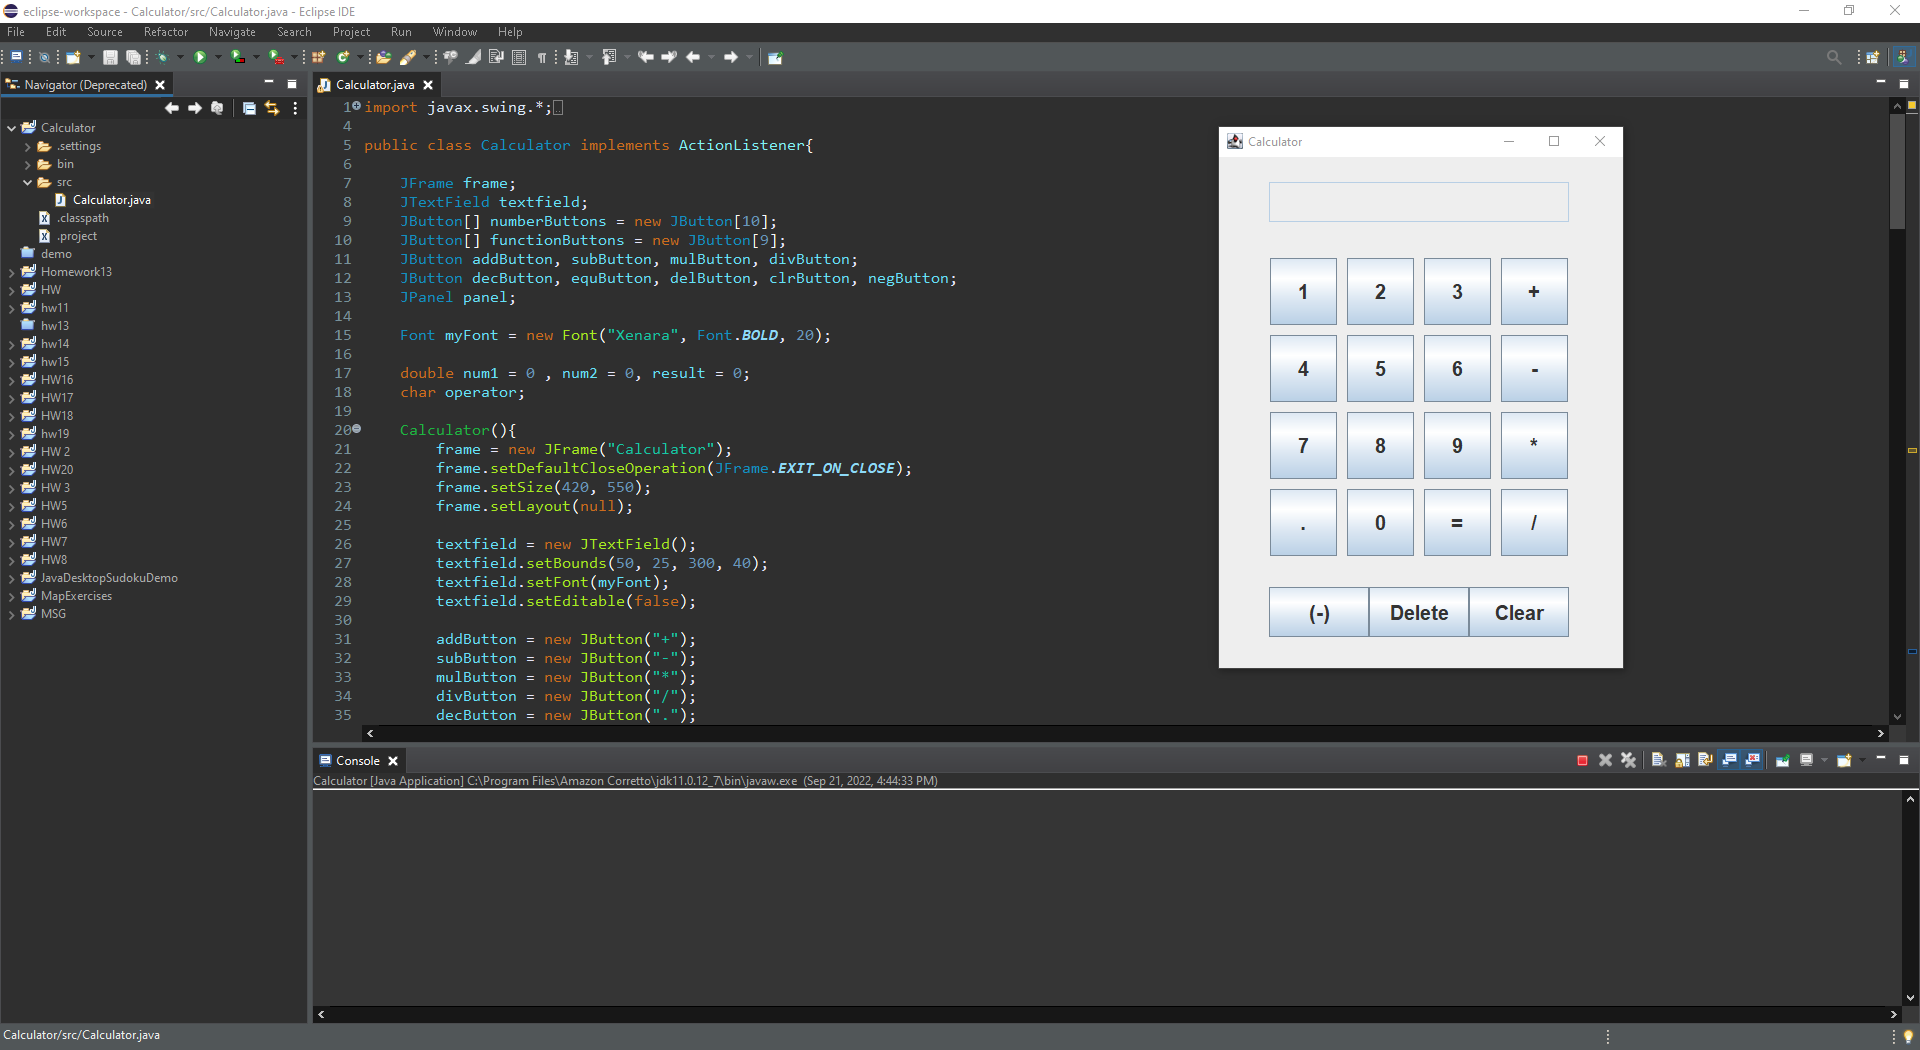 eclipse-workspace - Calculator/src/Calculator.java - Eclipse IDE
File Edit Source Refactor Navigate Search Project Run Window Help
Navigator (Deprecated)
Calculator
.settings
bin
src
Calculator.java
.classpath
.project
demo
Homework13
HW
hw11
hw13
hw14
hw15
HW16
HW17
HW18
hw19
HW 2
HW20
HW 3
HW5
HW6
HW7
HW8
JavaDesktopSudokuDemo
MapExercises
MSG
Calculator.java
1 import javax.swing.*;
4
5 public class Calculator implements ActionListener{
6
7 JFrame frame;
8 JTextField textfield;
9 JButton[] numberButtons = new JButton[10];
10 JButton[] functionButtons = new JButton[9];
11 JButton addButton, subButton, mulButton, divButton;
12 JButton decButton, equButton, delButton, clrButton, negButton;
13 JPanel panel;
14
15 Font myFont = new Font("Xenara", Font.BOLD, 20);
16
17 double num1 = 0 , num2 = 0, result = 0;
18 char operator;
19
20 Calculator(){
21 frame = new JFrame("Calculator");
22 frame.setDefaultCloseOperation(JFrame.EXIT_ON_CLOSE);
23 frame.setSize(420, 550);
24 frame.setLayout(null);
25
26 textfield = new JTextField();
27 textfield.setBounds(50, 25, 300, 40);
28 textfield.setFont(myFont);
29 textfield.setEditable(false);
30
31 addButton = new JButton("+");
32 subButton = new JButton("-");
33 mulButton = new JButton("*");
34 divButton = new JButton("/");
35 decButton = new JButton(".");
Calculator
1 2 3 +
4 5 6 -
7 8 9 *
. 0 = /
(-) Delete Clear
Console
Calculator [Java Application] C:\Program Files\Amazon Corretto\jdk11.0.12_7\bin\javaw.exe (Sep 21, 2022, 4:44:33 PM)
Calculator/src/Calculator.java